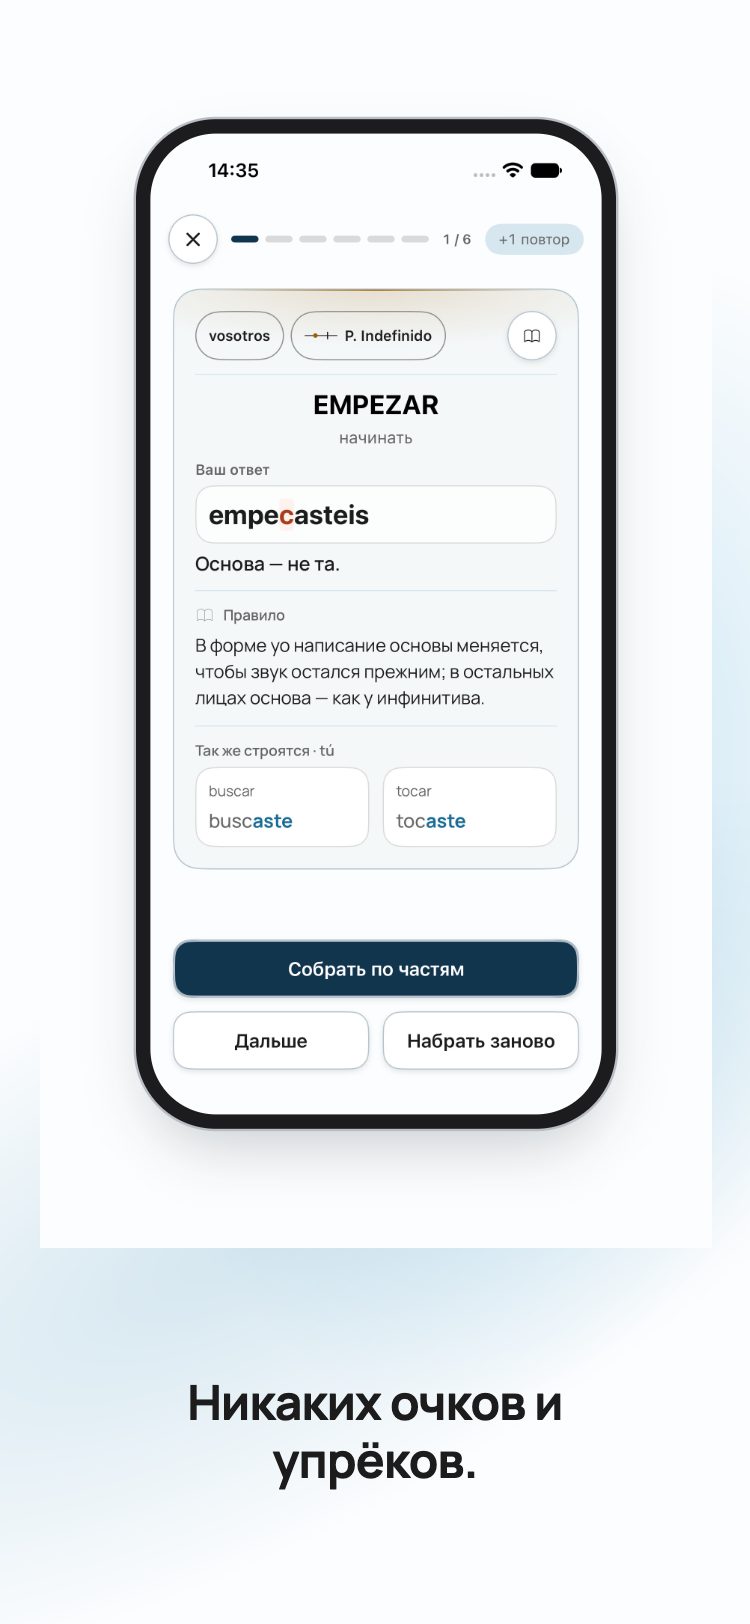 14:35
1 / 6
+1 повтор
vosotros
P. Indefinido
EMPEZAR
начинать
Ваш ответ
empecasteis
Основа — не та.
Правило
В форме yo написание основы меняется,
чтобы звук остался прежним; в остальных
лицах основа — как у инфинитива.
Так же строятся · tú
buscar
tocar
buscaste
tocaste
Собрать по частям
Дальше
Набрать заново
Никаких очков и
упрёков.